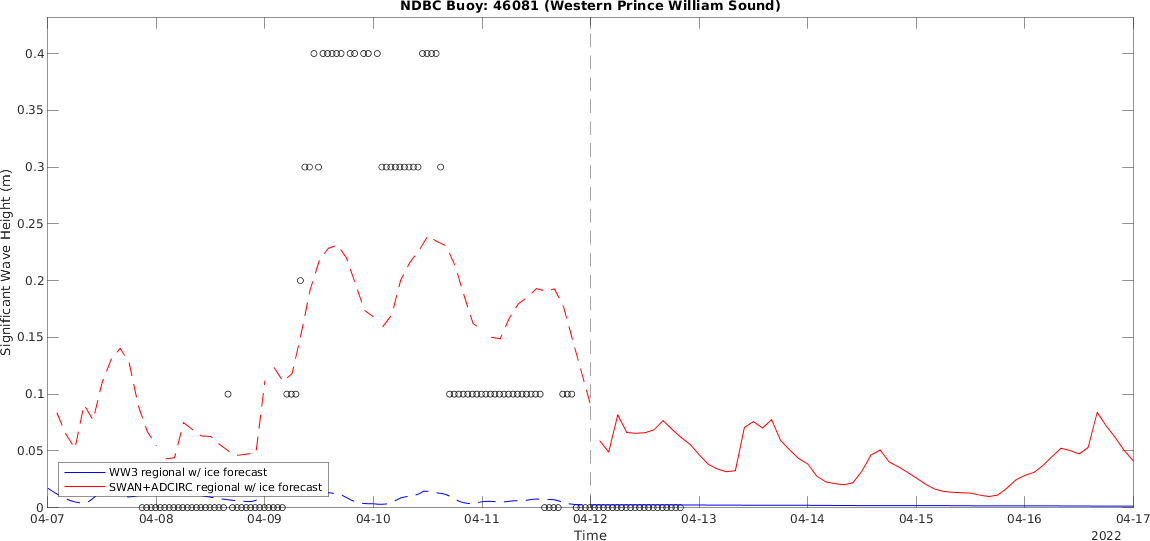 NDBC Buoy: 46081 (Western Prince William Sound)
Significant Wave Height (m)
0.4
0.35
0.3
0.25
0.2
0.15
0.1
0.05
0
WW3 regional w/ ice forecast
SWAN+ADCIRC regional w/ ice forecast
04-07 04-08 04-09 04-10 04-11 04-12 04-13 04-14 04-15 04-16 04-17
Time
2022